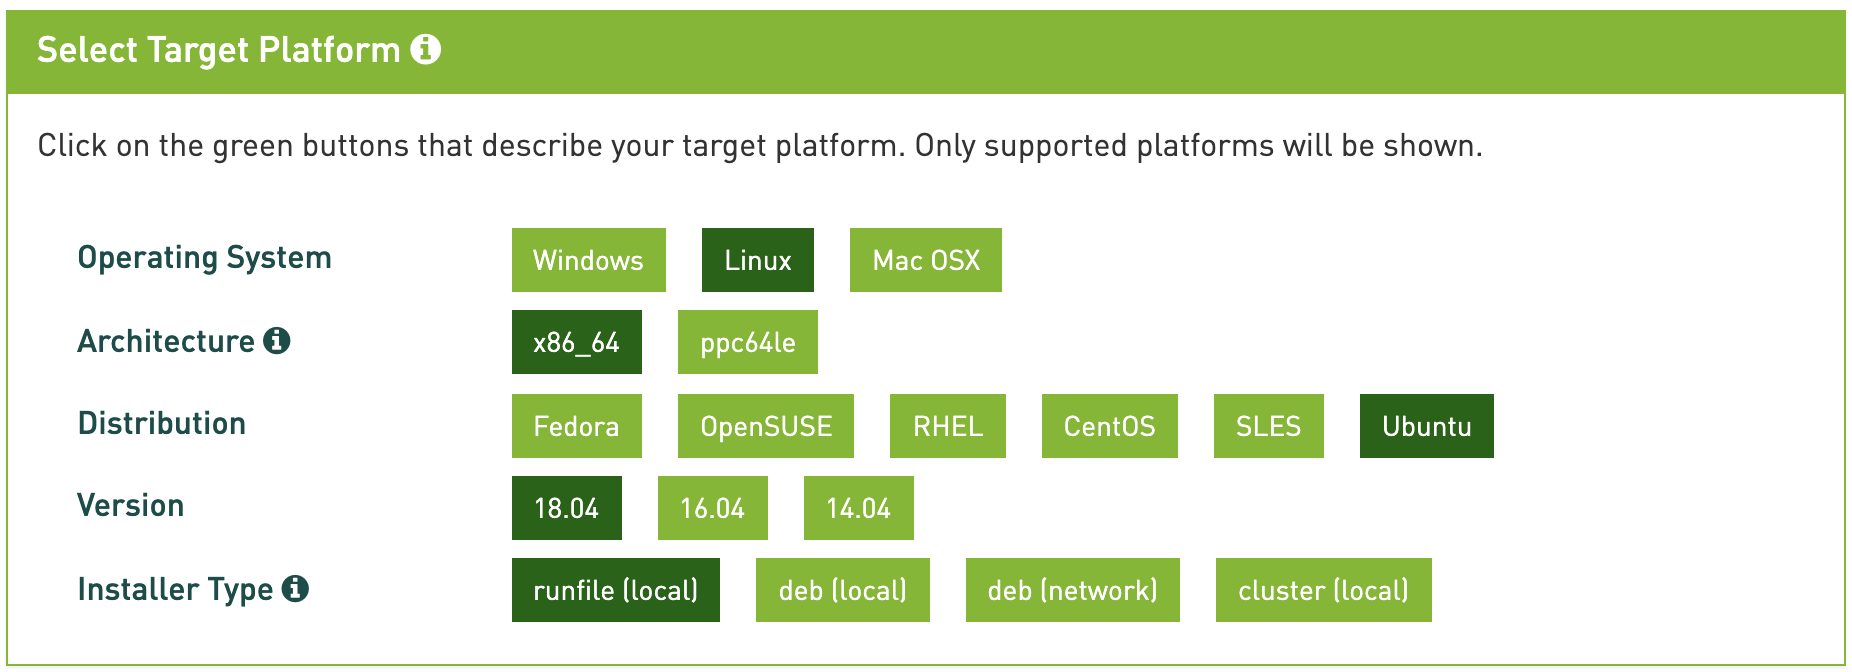 Select Target Platform
Click on the green buttons that describe your target platform. Only supported platforms will be shown.
Operating System Windows Linux Mac OSX
Architecture x86_64 ppc64le
Distribution Fedora OpenSUSE RHEL CentOS SLES Ubuntu
Version 18.04 16.04 14.04
Installer Type runfile (local) deb (local) deb (network) cluster (local)